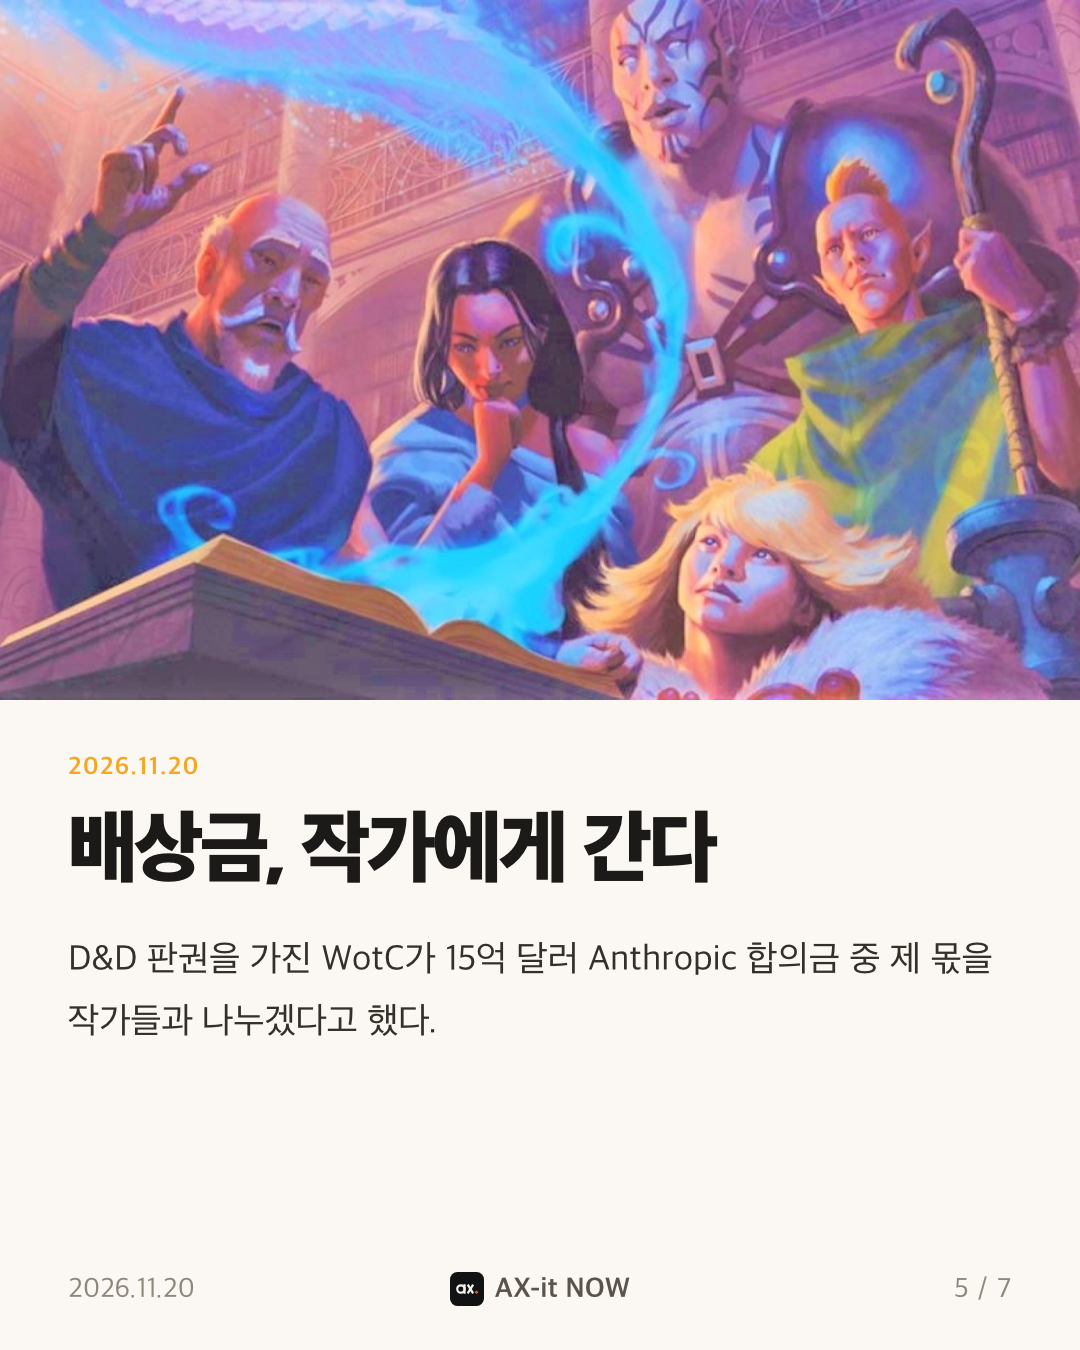 2026.11.20
배상금, 작가에게 간다
D&D 판권을 가진 WotC가 15억 달러 Anthropic 합의금 중 제 몫을
작가들과 나누겠다고 했다.
2026.11.20
ax. AX-it NOW
5 / 7